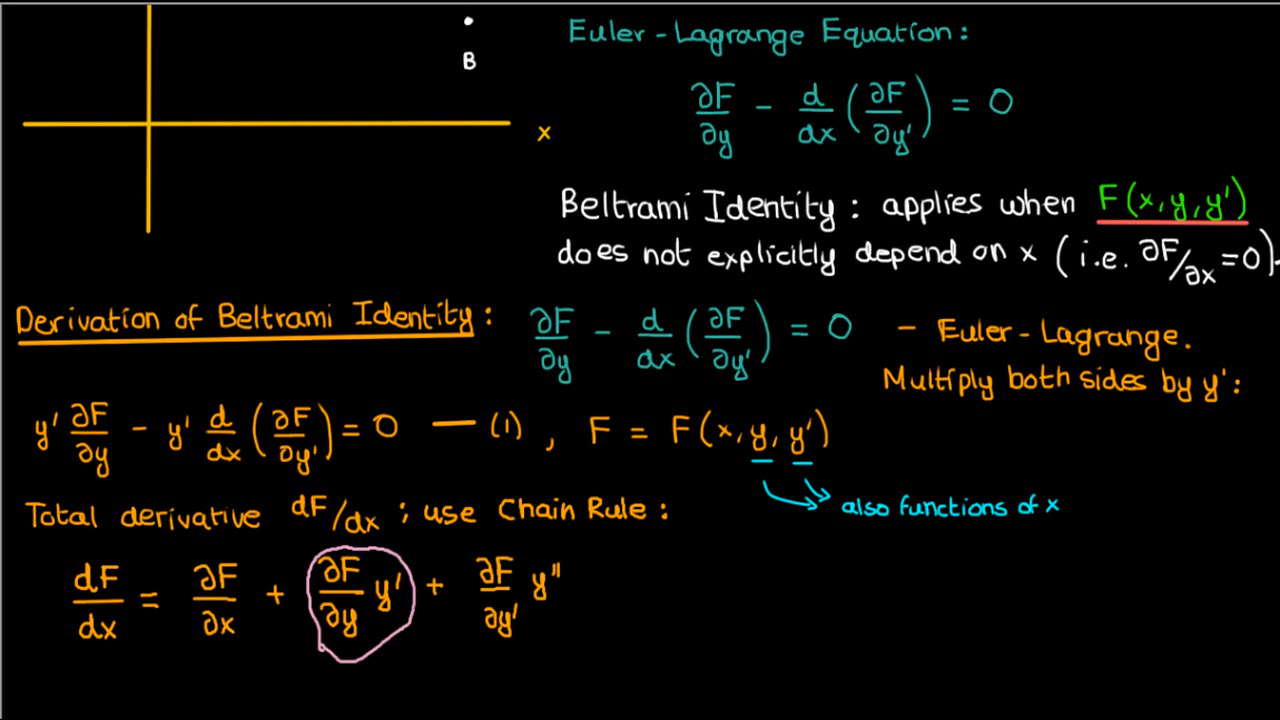 B
x
Euler-Lagrange Equation:
∂F/∂y - d/dx (∂F/∂y') = 0
Beltrami Identity: applies when F(x,y,y')
does not explicitly depend on x (i.e. ∂F/∂x = 0).
Derivation of Beltrami Identity: ∂F/∂y - d/dx (∂F/∂y') = 0 - Euler-Lagrange.
Multiply both sides by y':
y' ∂F/∂y - y' d/dx (∂F/∂y') = 0 — (1), F = F(x,y,y')
also functions of x
Total derivative dF/dx; use Chain Rule:
dF/dx = ∂F/∂x + ∂F/∂y y' + ∂F/∂y' y"